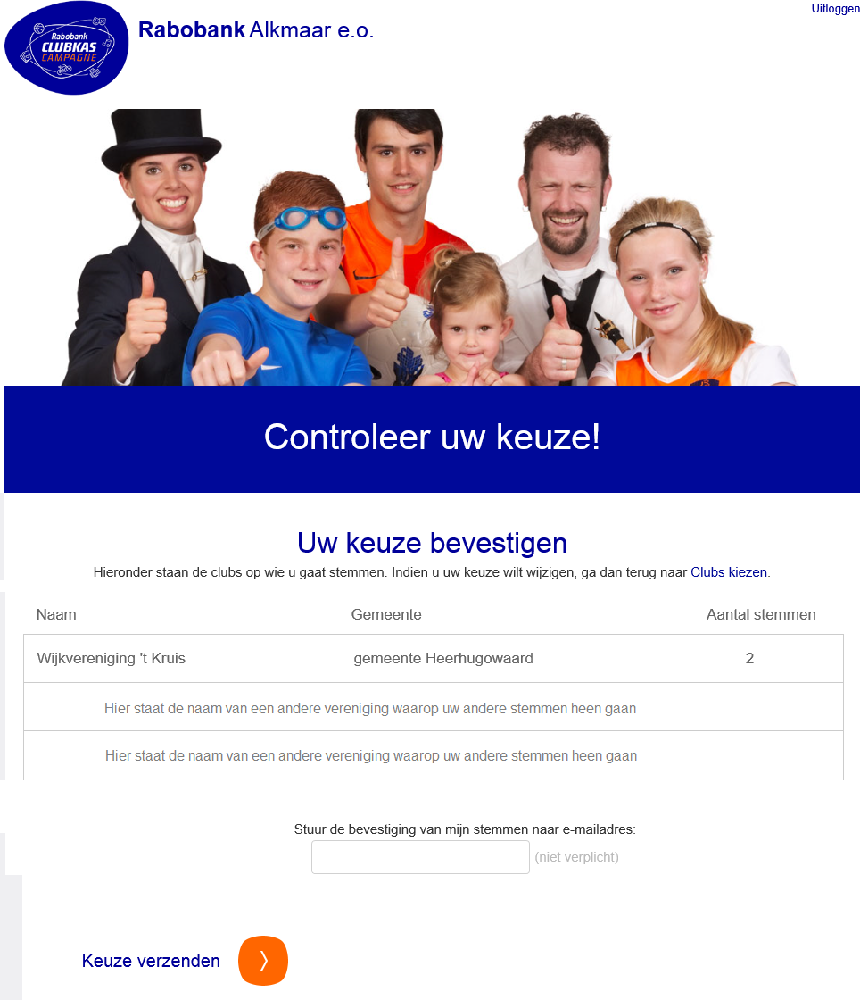 Uitloggen
Rabobank Alkmaar e.o.
Rabobank
CLUBKAS
CAMPAGNE
Controleer uw keuze!
Uw keuze bevestigen
Hieronder staan de clubs op wie u gaat stemmen. Indien u uw keuze wilt wijzigen, ga dan terug naar Clubs kiezen.
Naam Gemeente Aantal stemmen
Wijkvereniging 't Kruis gemeente Heerhugowaard 2
Hier staat de naam van een andere vereniging waarop uw andere stemmen heen gaan
Hier staat de naam van een andere vereniging waarop uw andere stemmen heen gaan
Stuur de bevestiging van mijn stemmen naar e-mailadres:
(niet verplicht)
Keuze verzenden